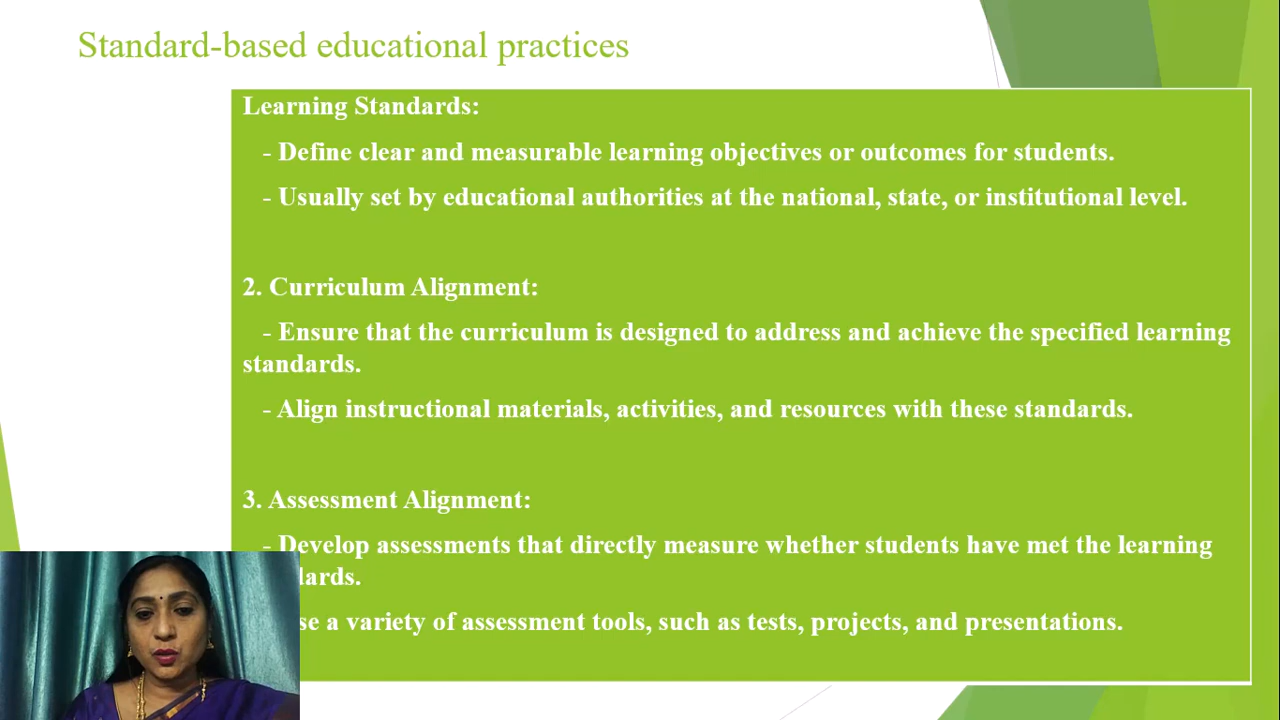 Standard-based educational practices
Learning Standards:
- Define clear and measurable learning objectives or outcomes for students.
- Usually set by educational authorities at the national, state, or institutional level.
2. Curriculum Alignment:
- Ensure that the curriculum is designed to address and achieve the specified learning
standards.
- Align instructional materials, activities, and resources with these standards.
3. Assessment Alignment:
- Develop assessments that directly measure whether students have met the learning
a variety of assessment tools, such as tests, projects, and presentations.